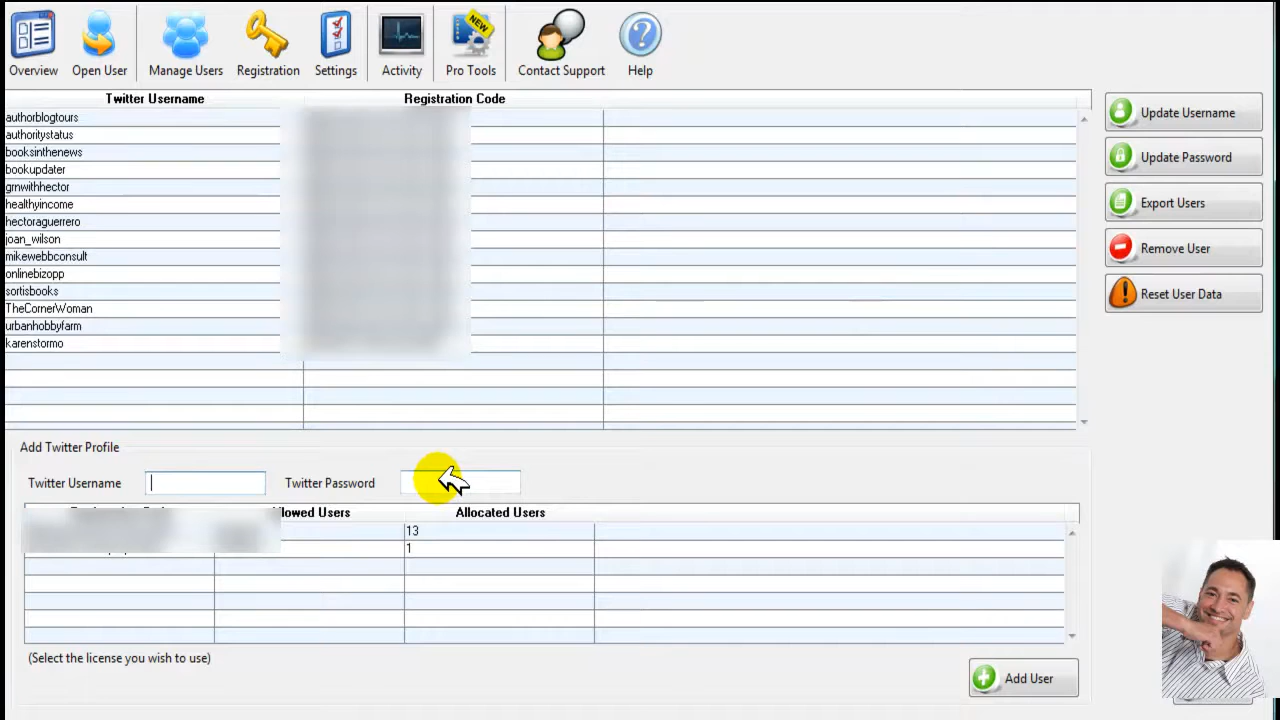 NEW
Overview Open User Manage Users Registration Settings Activity Pro Tools Contact Support Help
Twitter Username Registration Code
authorblogtours
authoritystatus
booksinthenews
bookupdater
grnwithhector
healthyincome
hectoraguerrero
joan_wilson
mikewebbconsult
onlinebizopp
sortisbooks
TheCornerWoman
urbanhobbyfarm
karenstormo
Update Username
Update Password
Export Users
Remove User
Reset User Data
Add Twitter Profile
Twitter Username Twitter Password
Users Allocated Users
13
1
(Select the license you wish to use)
Add User